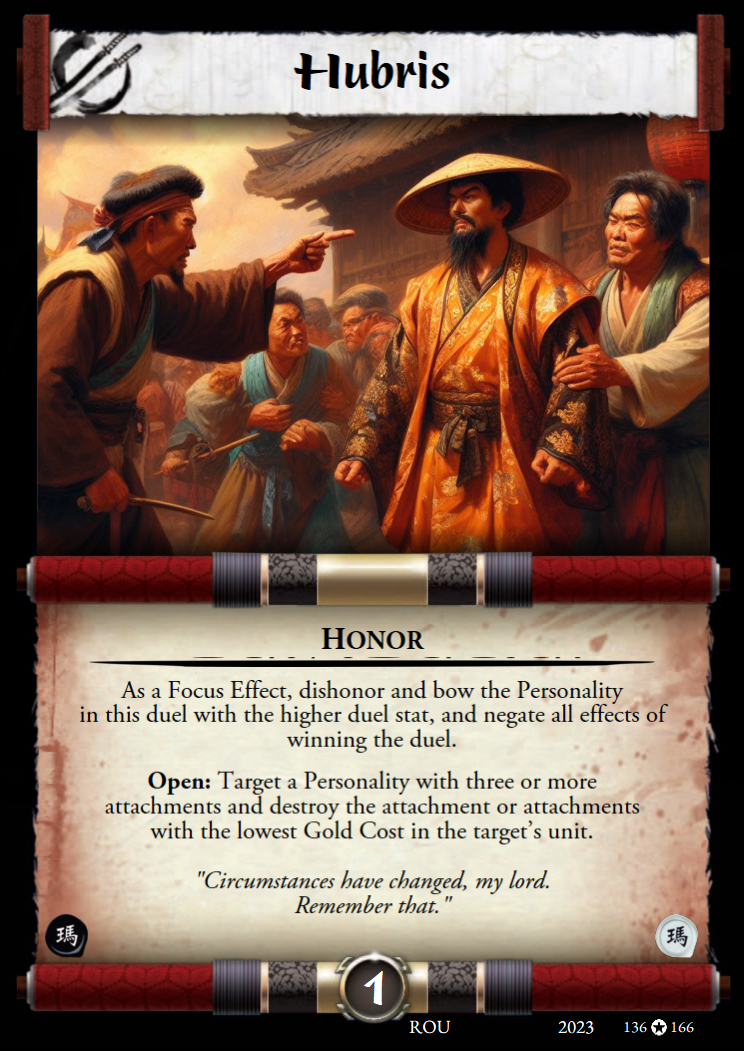 Hubris
HONOR
As a Focus Effect, dishonor and bow the Personality
in this duel with the higher duel stat, and negate all effects of
winning the duel.
Open: Target a Personality with three or more
attachments and destroy the attachment or attachments
with the lowest Gold Cost in the target's unit.
"Circumstances have changed, my lord.
Remember that."
瑪 瑪
1
ROU 2023 136 ✪ 166